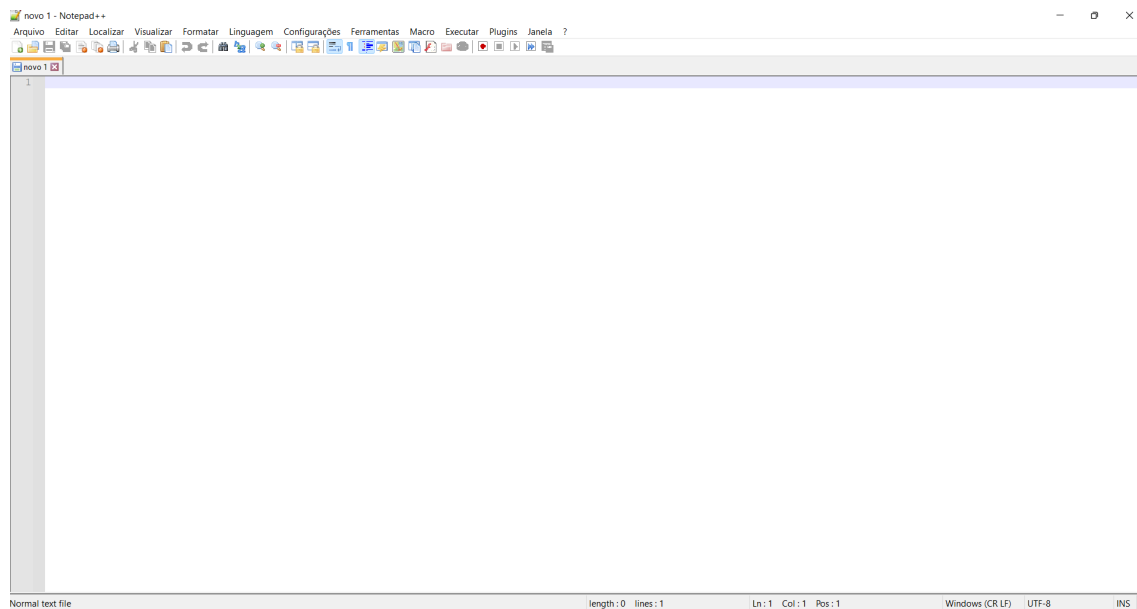 novo 1 - Notepad++
Arquivo Editar Localizar Visualizar Formatar Linguagem Configurações Ferramentas Macro Executar Plugins Janela ?
novo 1
1
Normal text file length : 0 lines : 1 Ln : 1 Col : 1 Pos : 1 Windows (CR LF) UTF-8 INS